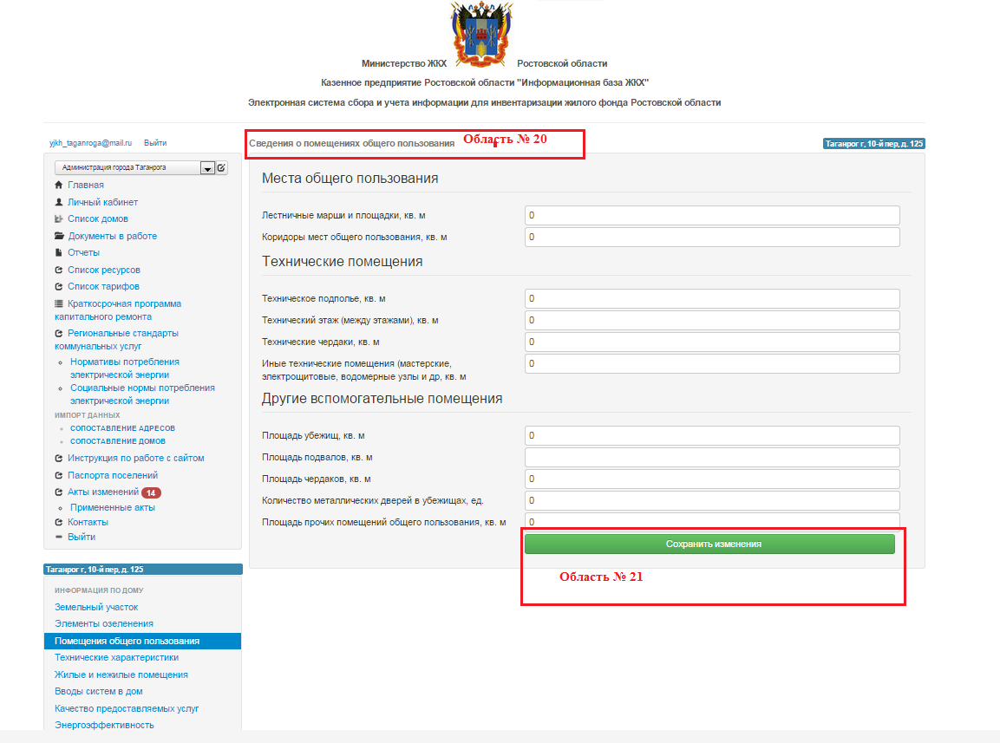 Министерство ЖКХ Ростовской области
Казенное предприятие Ростовской области "Информационная база ЖКХ"
Электронная система сбора и учета информации для инвентаризации жилого фонда Ростовской области
yjkh_taganroga@mail.ru Выйти
Администрация города Таганрога
Главная
Личный кабинет
Список домов
Документы в работе
Отчеты
Список ресурсов
Список тарифов
Краткосрочная программа
капитального ремонта
Региональные стандарты
коммунальных услуг
Нормативы потребления
электрической энергии
Социальные нормы потребления
электрической энергии
ИМПОРТ ДАННЫХ
СОПОСТАВЛЕНИЕ АДРЕСОВ
СОПОСТАВЛЕНИЕ ДОМОВ
Инструкция по работе с сайтом
Паспорта поселений
Акты изменений 14
Примененные акты
Контакты
Выйти
Таганрог г, 10-й пер, д. 125
ИНФОРМАЦИЯ ПО ДОМУ
Земельный участок
Элементы озеленения
Помещения общего пользования
Технические характеристики
Жилые и нежилые помещения
Вводы систем в дом
Качество предоставляемых услуг
Энергоэффективность
Сведения о помещениях общего пользования Область № 20
Таганрог г, 10-й пер, д. 125
Места общего пользования
Лестничные марши и площадки, кв. м 0
Коридоры мест общего пользования, кв. м 0
Технические помещения
Техническое подполье, кв. м 0
Технический этаж (между этажами), кв. м 0
Технические чердаки, кв. м 0
Иные технические помещения (мастерские, 0
электрощитовые, водомерные узлы и др, кв. м
Другие вспомогательные помещения
Площадь убежищ, кв. м 0
Площадь подвалов, кв. м
Площадь чердаков, кв. м 0
Количество металлических дверей в убежищах, ед. 0
Площадь прочих помещений общего пользования, кв. м 0
Сохранить изменения
Область № 21